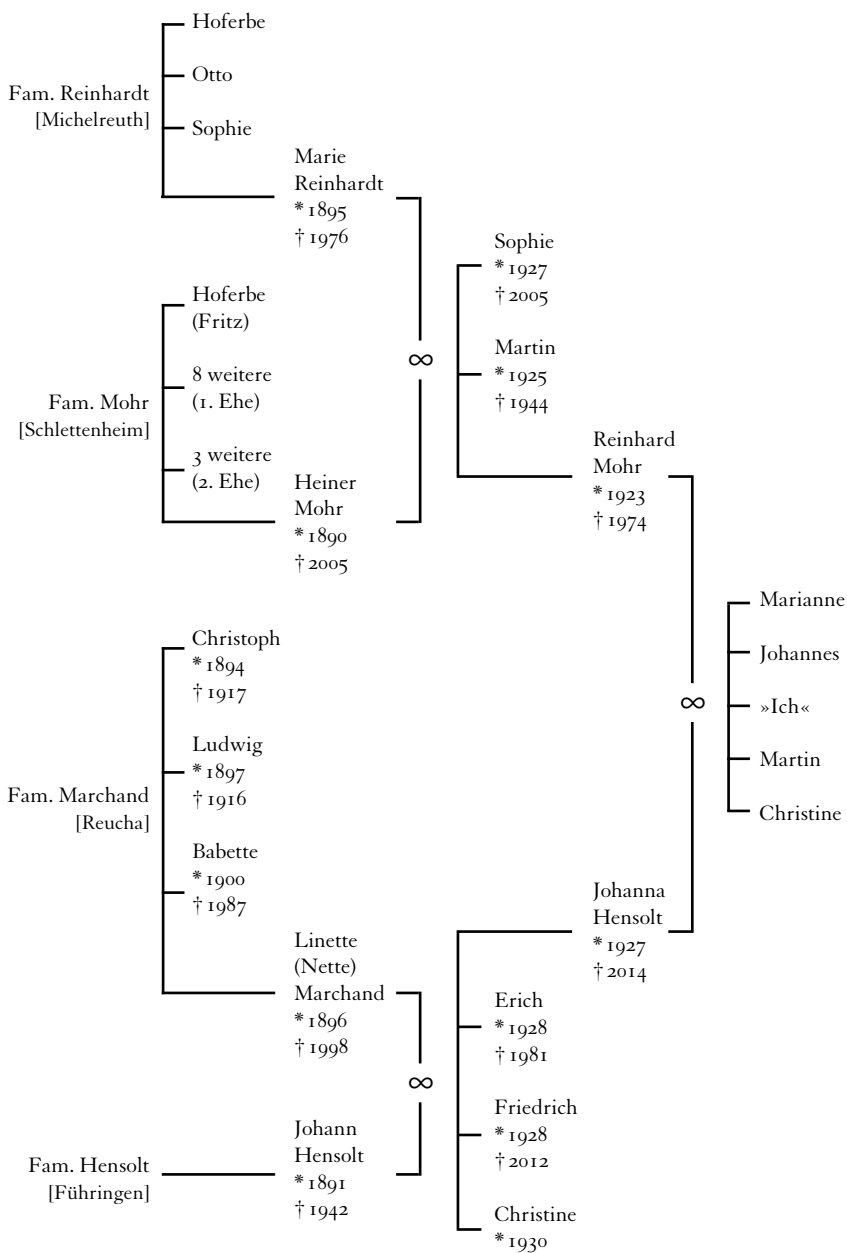 Hoferbe
Otto
Fam. Reinhardt
[Michelreuth]
Sophie
Marie
Reinhardt
* 1895
† 1976
Sophie
* 1927
† 2005
Hoferbe
(Fritz)
∞
Martin
* 1925
† 1944
8 weitere
(1. Ehe)
Fam. Mohr
[Schlettenheim]
3 weitere
(2. Ehe)
Heiner
Mohr
* 1890
† 2005
Reinhard
Mohr
* 1923
† 1974
Marianne
Johannes
»Ich«
Martin
Christine
∞
Christoph
* 1894
† 1917
Ludwig
* 1897
† 1916
Fam. Marchand
[Reucha]
Babette
* 1900
† 1987
Johanna
Hensolt
* 1927
† 2014
Linette
(Nette)
Marchand
* 1896
† 1998
Erich
* 1928
† 1981
∞
Friedrich
* 1928
† 2012
Johann
Hensolt
* 1891
† 1942
Fam. Hensolt
[Führingen]
Christine
* 1930